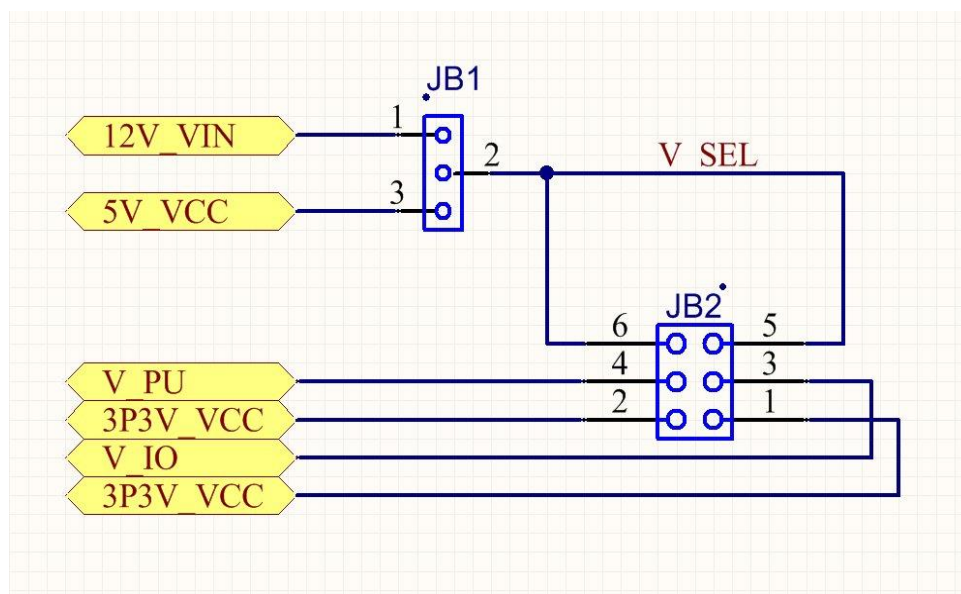 JB1
12V_VIN 1
2 V_SEL
5V_VCC 3
JB2
6 5
V_PU 4 3
3P3V_VCC 2 1
V_IO
3P3V_VCC